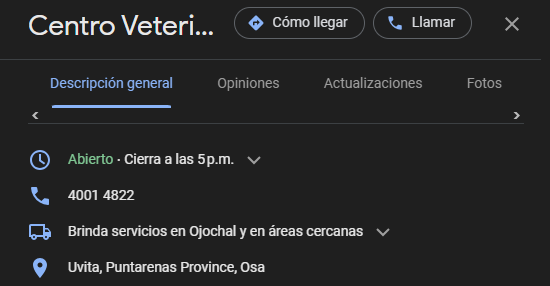 Centro Veteri...
Cómo llegar
Llamar
Descripción general
Opiniones
Actualizaciones
Fotos
Abierto · Cierra a las 5 p.m.
4001 4822
Brinda servicios en Ojochal y en áreas cercanas
Uvita, Puntarenas Province, Osa